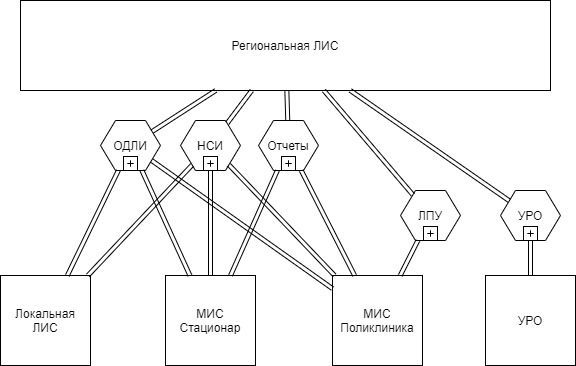 Региональная ЛИС
ОДЛИ
НСИ
Отчеты
+
+
+
ЛПУ
УРО
+
+
Локальная
ЛИС
МИС
Стационар
МИС
Поликлиника
УРО